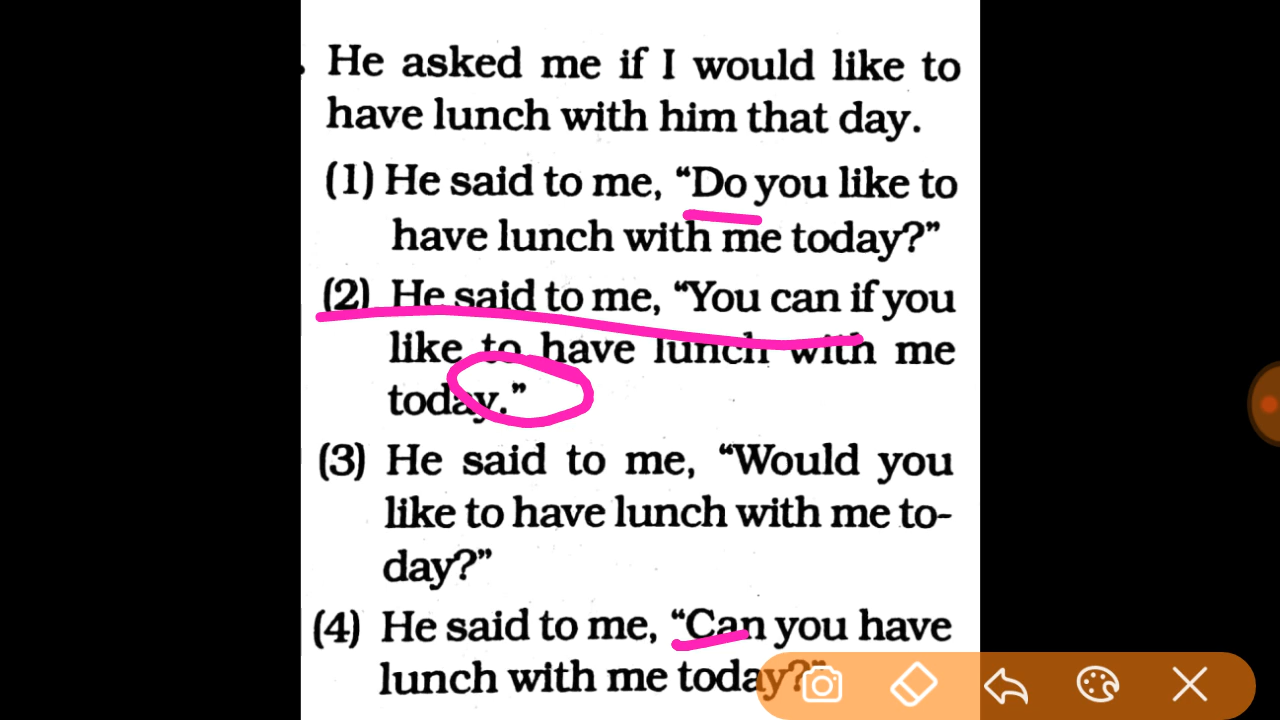 He asked me if I would like to
have lunch with him that day.
(1) He said to me, “Do you like to
have lunch with me today?”
(2) He said to me, “You can if you
like to have lunch with me
today.”
(3) He said to me, “Would you
like to have lunch with me to-
day?”
(4) He said to me, “Can you have
lunch with me today?”